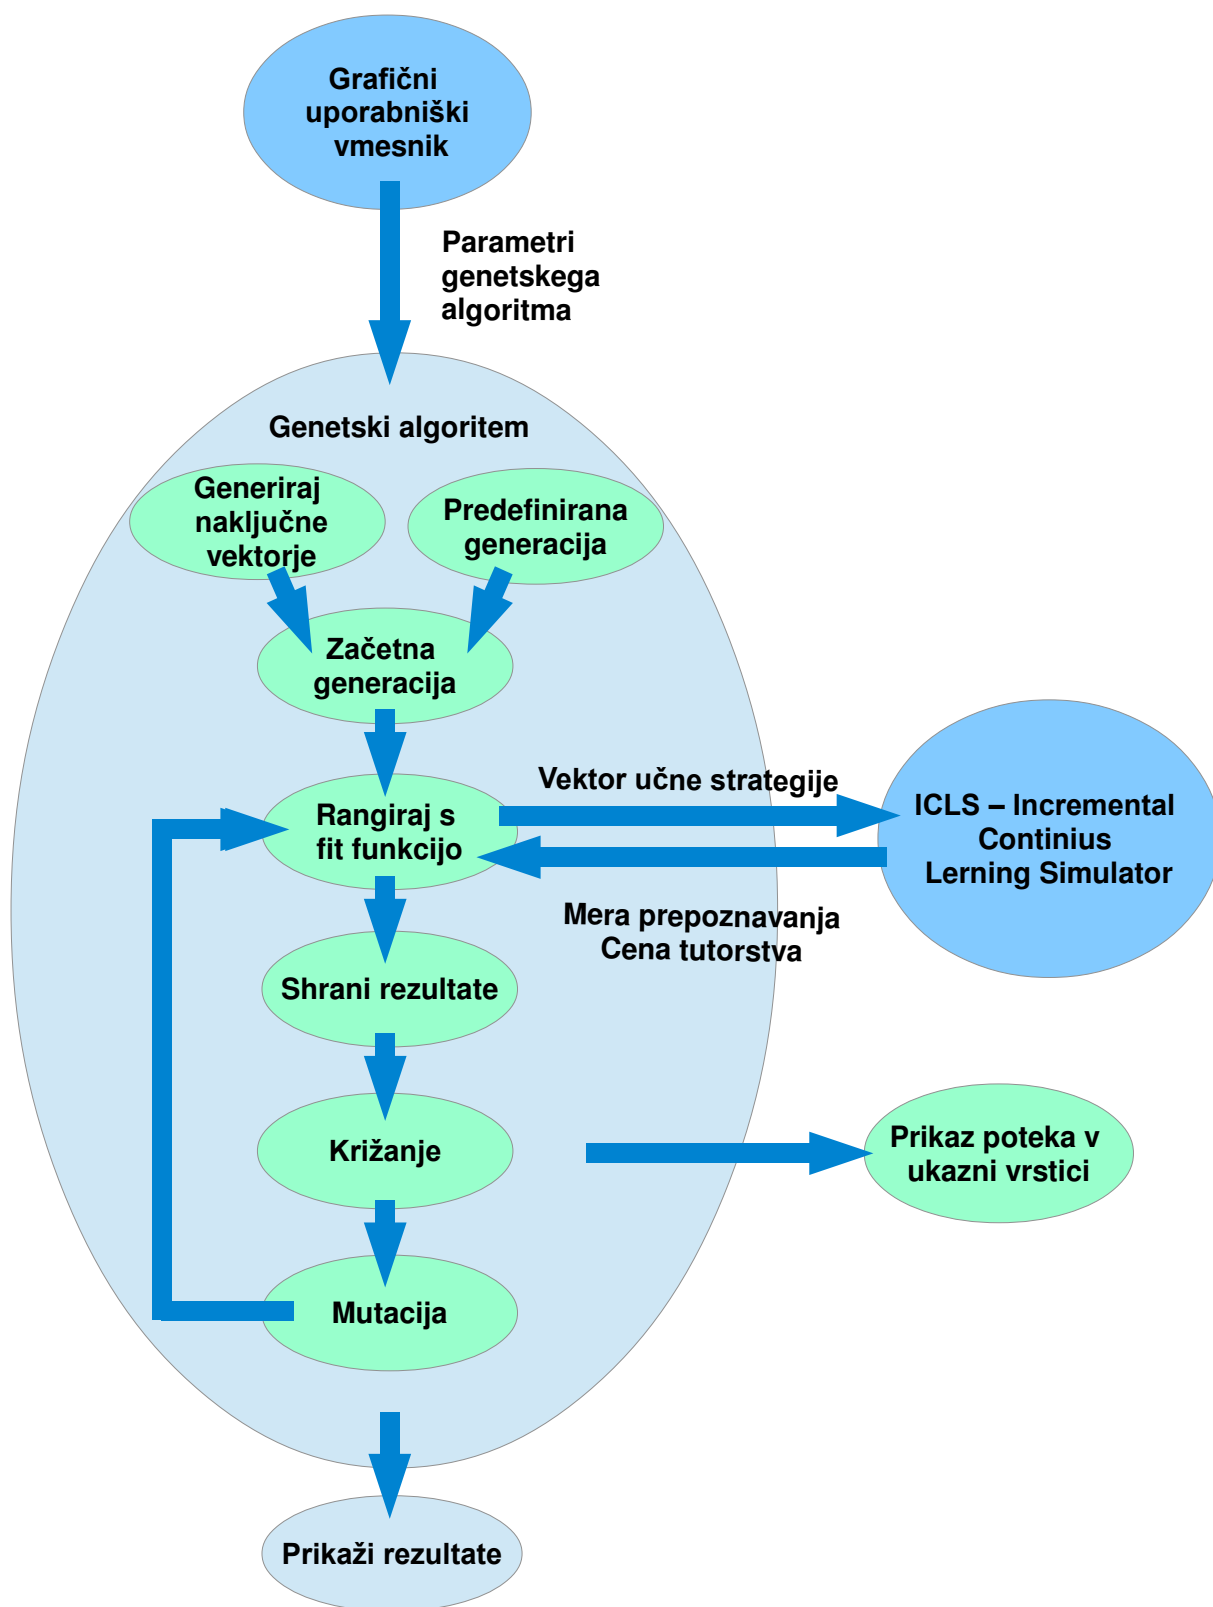 Grafični
uporabniški
vmesnik
Parametri
genetskega
algoritma
Genetski algoritem
Generiraj
naključne
vektorje
Predefinirana
generacija
Začetna
generacija
Vektor učne strategije
Rangiraj s
fit funkcijo
ICLS – Incremental
Continius
Lerning Simulator
Mera prepoznavanja
Cena tutorstva
Shrani rezultate
Križanje
Prikaz poteka v
ukazni vrstici
Mutacija
Prikaži rezultate